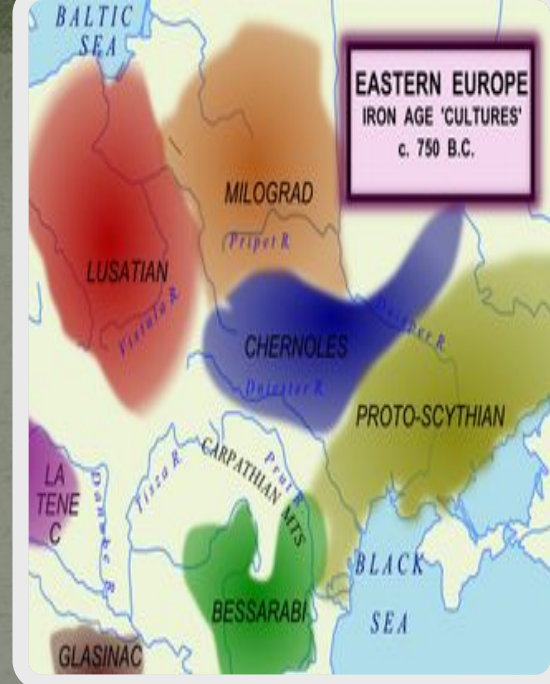 BALTIC
SEA
EASTERN EUROPE
IRON AGE 'CULTURES'
c. 750 B.C.
MILOGRAD
Pripet R.
LUSATIAN
Vistula R.
Dnieper R.
CHERNOLES
Dniester R.
PROTO-SCYTHIAN
CARPATHIAN MTS
Tisza R.
Prut R.
LA
TENE
C
Danube R.
BLACK
SEA
BESSARABI
GLASINAC